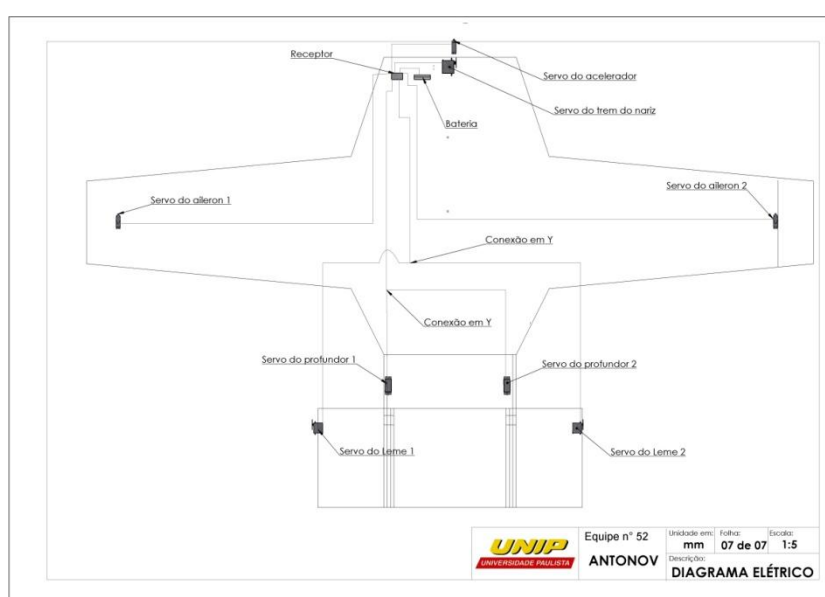 Receptor
Servo do acelerador
Servo do trem do nariz
Bateria
Servo do aileron 1
Servo do aileron 2
Conexão em Y
Conexão em Y
Servo do profundor 1
Servo do profundor 2
Servo do Leme 1
Servo do Leme 2
UNIP
UNIVERSIDADE PAULISTA
Equipe n° 52
ANTONOV
Unidade em:
mm
Folha:
07 de 07
Escala:
1:5
Descrição:
DIAGRAMA ELÉTRICO